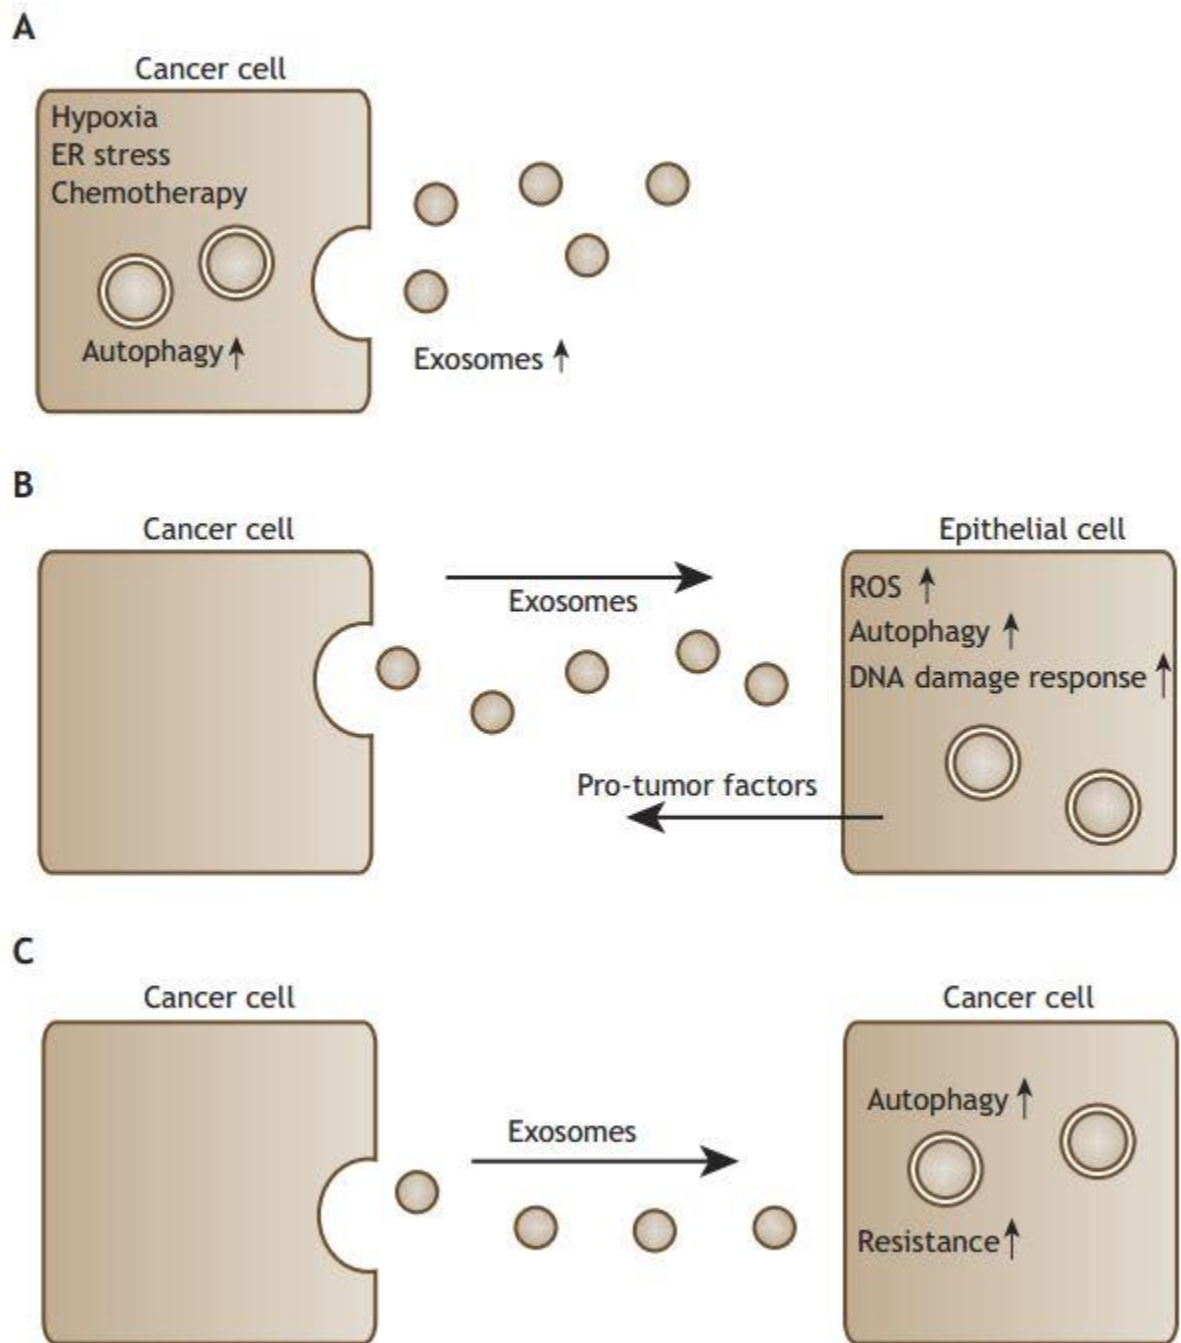 A
Cancer cell
Hypoxia
ER stress
Chemotherapy
Autophagy ↑
Exosomes ↑
B
Cancer cell
Epithelial cell
Exosomes
ROS ↑
Autophagy ↑
DNA damage response ↑
Pro-tumor factors
C
Cancer cell
Cancer cell
Exosomes
Autophagy ↑
Resistance ↑